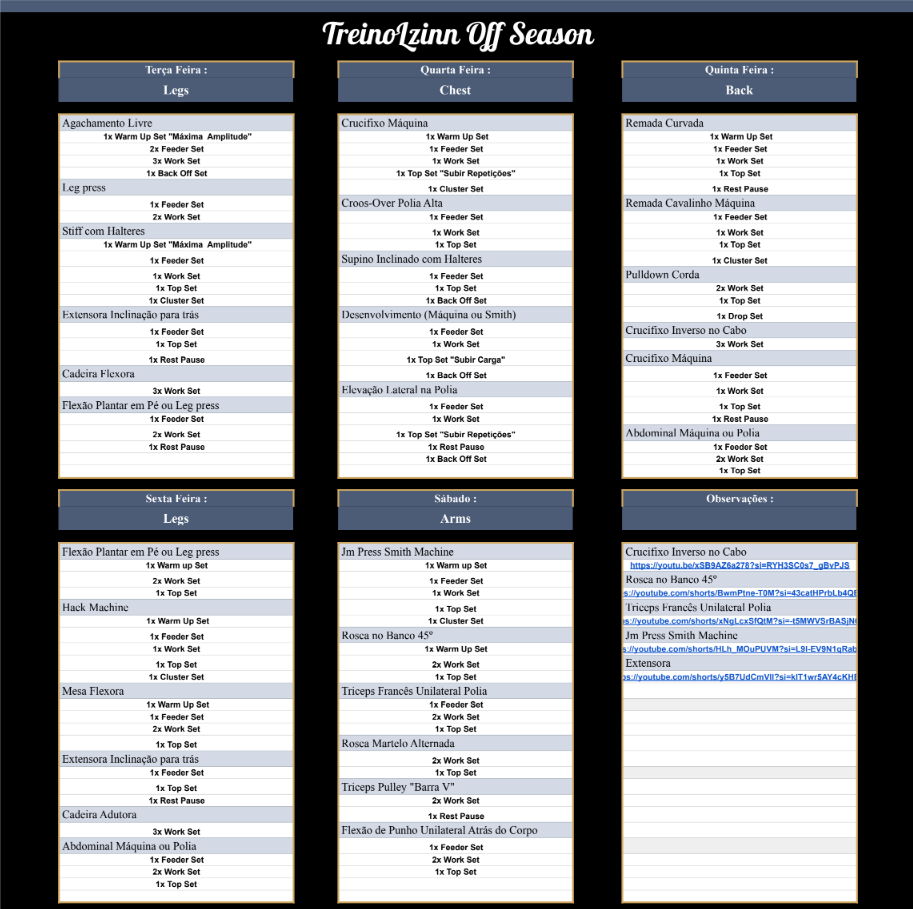 TreinoLzinn Off Season
Terça Feira :
Legs
Agachamento Livre
1x Warm Up Set "Máxima Amplitude"
2x Feeder Set
3x Work Set
1x Back Off Set
Leg press
1x Feeder Set
2x Work Set
Stiff com Halteres
1x Warm Up Set "Máxima Amplitude"
1x Feeder Set
1x Work Set
1x Top Set
1x Cluster Set
Extensora Inclinação para trás
1x Feeder Set
1x Top Set
1x Rest Pause
Cadeira Flexora
3x Work Set
Flexão Plantar em Pé ou Leg press
1x Feeder Set
2x Work Set
1x Rest Pause
Quarta Feira :
Chest
Crucifixo Máquina
1x Warm Up Set
1x Feeder Set
1x Work Set
1x Top Set "Subir Repetições"
1x Cluster Set
Croos-Over Polia Alta
1x Feeder Set
1x Work Set
1x Top Set
Supino Inclinado com Halteres
1x Feeder Set
1x Top Set
1x Back Off Set
Desenvolvimento (Máquina ou Smith)
1x Feeder Set
1x Work Set
1x Top Set "Subir Carga"
1x Back Off Set
Elevação Lateral na Polia
1x Feeder Set
1x Work Set
1x Top Set "Subir Repetições"
1x Rest Pause
1x Back Off Set
Quinta Feira :
Back
Remada Curvada
1x Warm Up Set
1x Feeder Set
1x Work Set
1x Top Set
1x Rest Pause
Remada Cavalinho Máquina
1x Feeder Set
1x Work Set
1x Top Set
1x Cluster Set
Pulldown Corda
2x Work Set
1x Top Set
1x Drop Set
Crucifixo Inverso no Cabo
3x Work Set
Crucifixo Máquina
1x Feeder Set
1x Work Set
1x Top Set
1x Rest Pause
Abdominal Máquina ou Polia
1x Feeder Set
2x Work Set
1x Top Set
Sexta Feira :
Legs
Flexão Plantar em Pé ou Leg press
1x Warm up Set
2x Work Set
1x Top Set
Hack Machine
1x Warm Up Set
1x Feeder Set
1x Work Set
1x Top Set
1x Cluster Set
Mesa Flexora
1x Warm Up Set
1x Feeder Set
2x Work Set
1x Top Set
Extensora Inclinação para trás
1x Feeder Set
1x Top Set
1x Rest Pause
Cadeira Adutora
3x Work Set
Abdominal Máquina ou Polia
1x Feeder Set
2x Work Set
1x Top Set
Sábado :
Arms
Jm Press Smith Machine
1x Warm up Set
1x Feeder Set
1x Work Set
1x Top Set
1x Cluster Set
Rosca no Banco 45º
1x Warm Up Set
2x Work Set
1x Top Set
Triceps Francês Unilateral Polia
1x Feeder Set
2x Work Set
1x Top Set
Rosca Martelo Alternada
2x Work Set
1x Top Set
Triceps Pulley "Barra V"
2x Work Set
1x Rest Pause
Flexão de Punho Unilateral Atrás do Corpo
1x Feeder Set
2x Work Set
1x Top Set
Observações :
Crucifixo Inverso no Cabo
https://youtu.be/xSB9AZ6a278?si=RYH3SC0s7_gBvPJS
Rosca no Banco 45º
s://youtube.com/shorts/BwmPtne-T0M?si=43catHPrbLb4QE
Triceps Francês Unilateral Polia
s://youtube.com/shorts/xNgLcxSfQtM?si=-t5MWVSrBASjN
Jm Press Smith Machine
s://youtube.com/shorts/HLh_MOuPUVM?si=L9I-EV9N1qRab
Extensora
ps://youtube.com/shorts/y5B7UdCmVII?si=klT1wr5AY4cKH